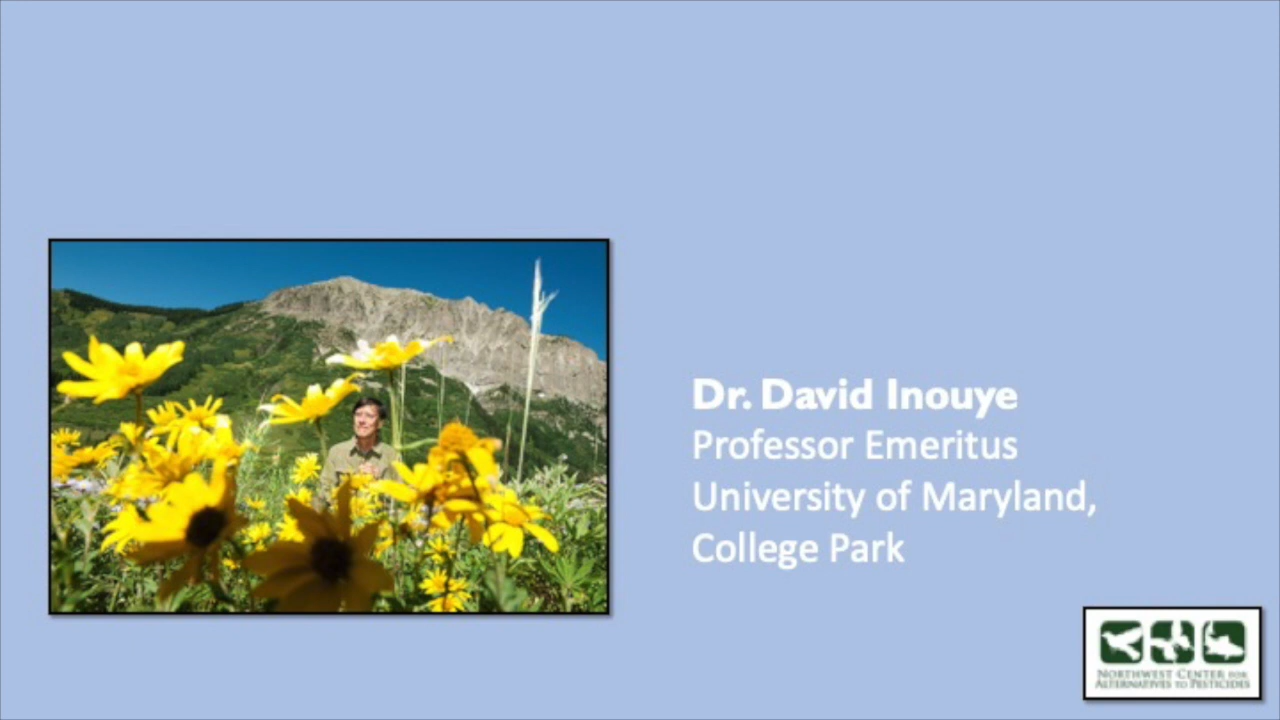 Dr. David Inouye
Professor Emeritus
University of Maryland,
College Park
NORTHWEST CENTER FOR
ALTERNATIVES TO PESTICIDES